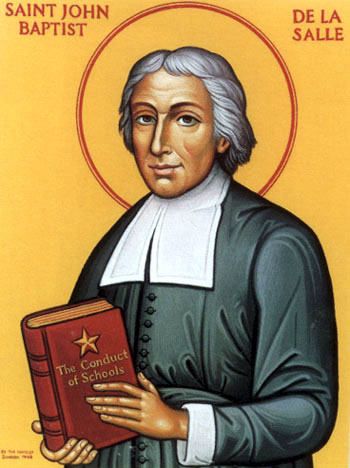 SAINT JOHN
BAPTIST
DE LA
SALLE
The Conduct
of Schools